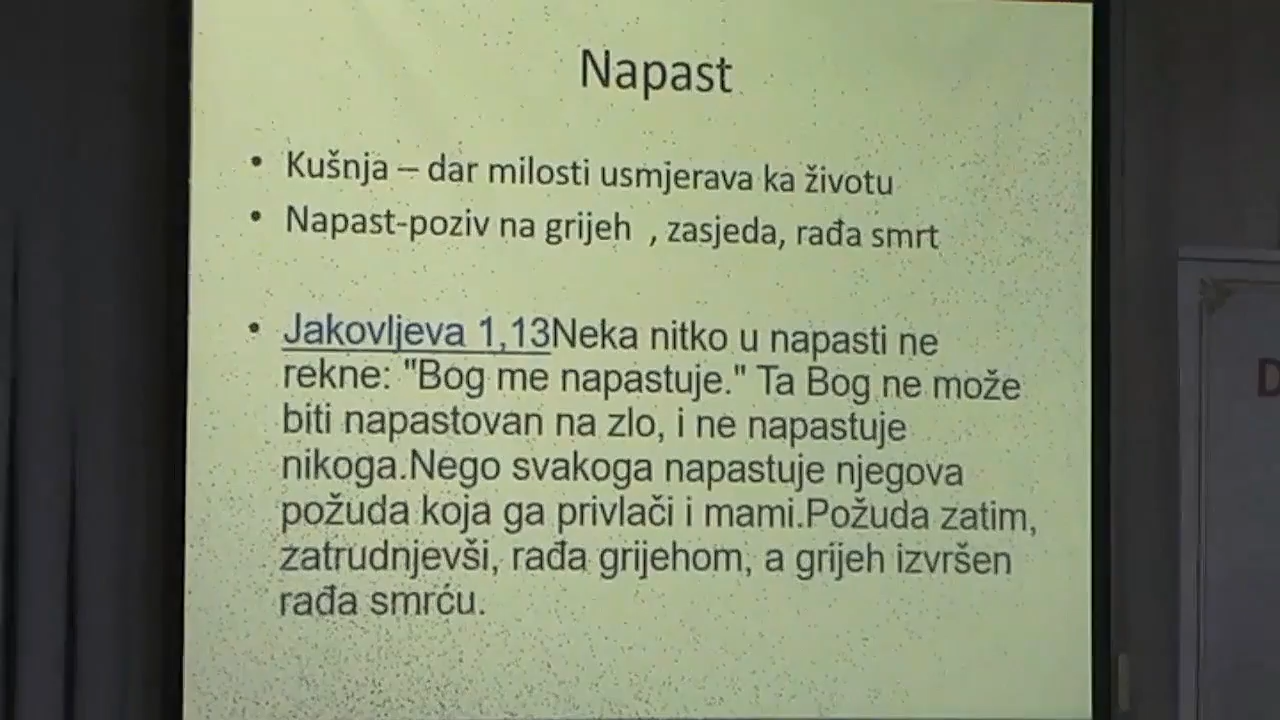 Napast
• Kušnja – dar milosti usmjerava ka životu
• Napast-poziv na grijeh , zasjeda, rađa smrt
• Jakovljeva 1,13Neka nitko u napasti ne
rekne: "Bog me napastuje." Ta Bog ne može
biti napastovan na zlo, i ne napastuje
nikoga.Nego svakoga napastuje njegova
požuda koja ga privlači i mami.Požuda zatim,
zatrudnjevši, rađa grijehom, a grijeh izvršen
rađa smrću.
D